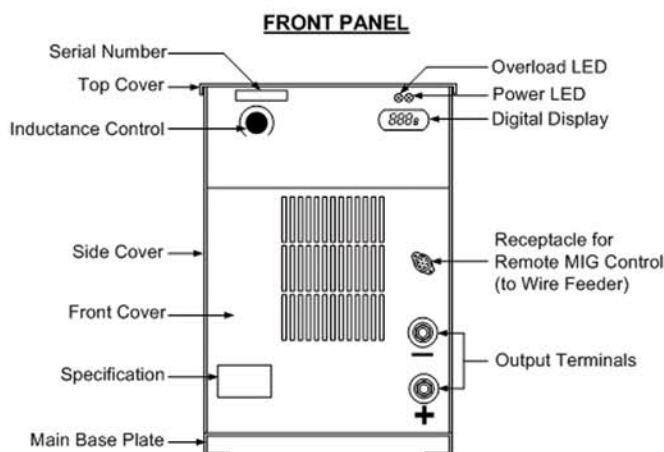 FRONT PANEL
Serial Number
Top Cover
Inductance Control
Overload LED
Power LED
Digital Display
888
Side Cover
Receptacle for
Remote MIG Control
(to Wire Feeder)
Front Cover
−
Output Terminals
Specification
+
Main Base Plate